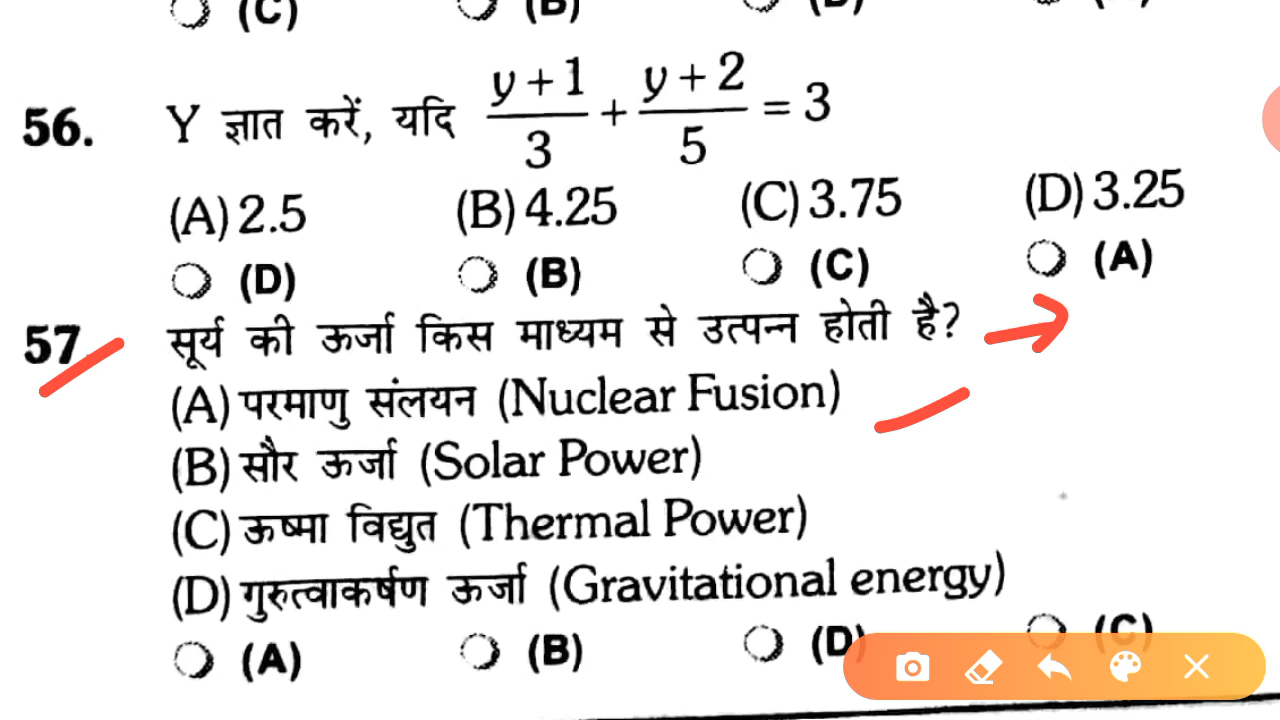 (C) (B) (D)
56. Y ज्ञात करें, यदि (y + 1)/3 + (y + 2)/5 = 3
(A) 2.5 (B) 4.25 (C) 3.75 (D) 3.25
(D) (B) (C) (A)
57 सूर्य की ऊर्जा किस माध्यम से उत्पन्न होती है?
(A) परमाणु संलयन (Nuclear Fusion)
(B) सौर ऊर्जा (Solar Power)
(C) ऊष्मा विद्युत (Thermal Power)
(D) गुरुत्वाकर्षण ऊर्जा (Gravitational energy)
(A) (B) (D) (C)